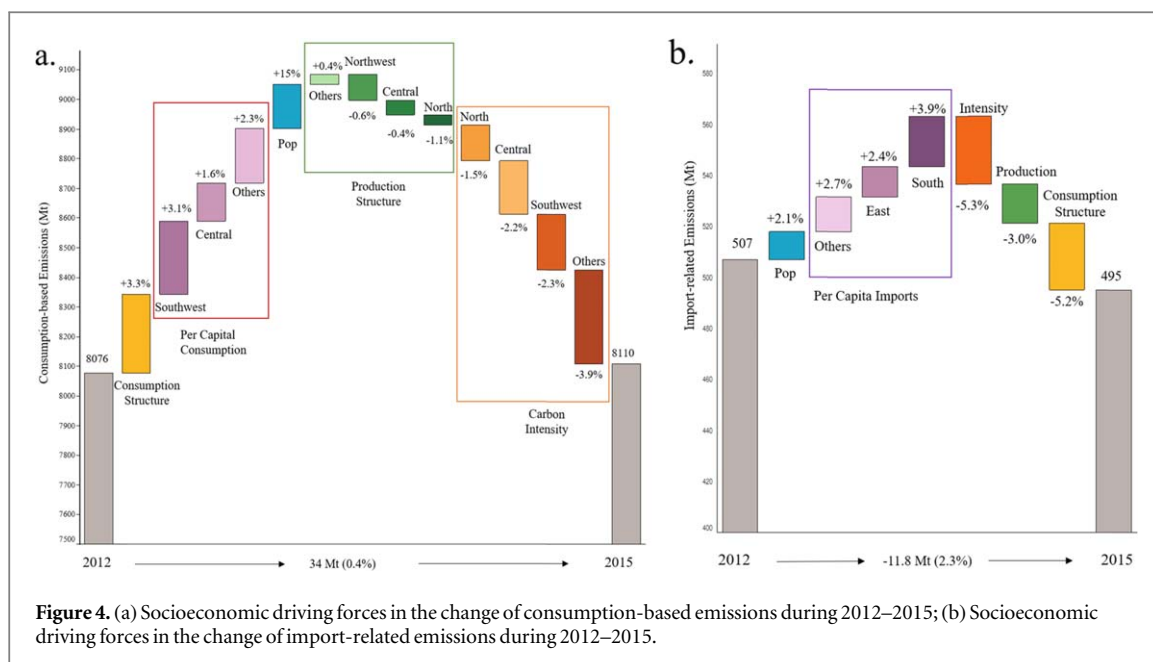 a.
Consumption-based Emissions (Mt)
9100
9000
8900
8800
8700
8600
8500
8400
8300
8200
8100
8000
7900
7800
7700
7600
7500
8076
+3.3%
Consumption
Structure
+3.1%
Southwest
+1.6%
Central
+2.3%
Others
Per Capital
Consumption
+15%
Pop
+0.4%
Others
Northwest
-0.6%
Central
-0.4%
North
-1.1%
Production
Structure
North
-1.5%
Central
-2.2%
Southwest
-2.3%
Others
-3.9%
Carbon
Intensity
8110
2012
34 Mt (0.4%)
2015
b.
Import-related Emissions (Mt)
580
560
540
520
500
480
460
440
420
400
507
+2.1%
Pop
+2.7%
Others
+2.4%
East
+3.9%
South
Per Capita Imports
Intensity
-5.3%
Production
-3.0%
Consumption
Structure
-5.2%
495
2012
-11.8 Mt (2.3%)
2015
Figure 4. (a) Socioeconomic driving forces in the change of consumption-based emissions during 2012–2015; (b) Socioeconomic
driving forces in the change of import-related emissions during 2012–2015.